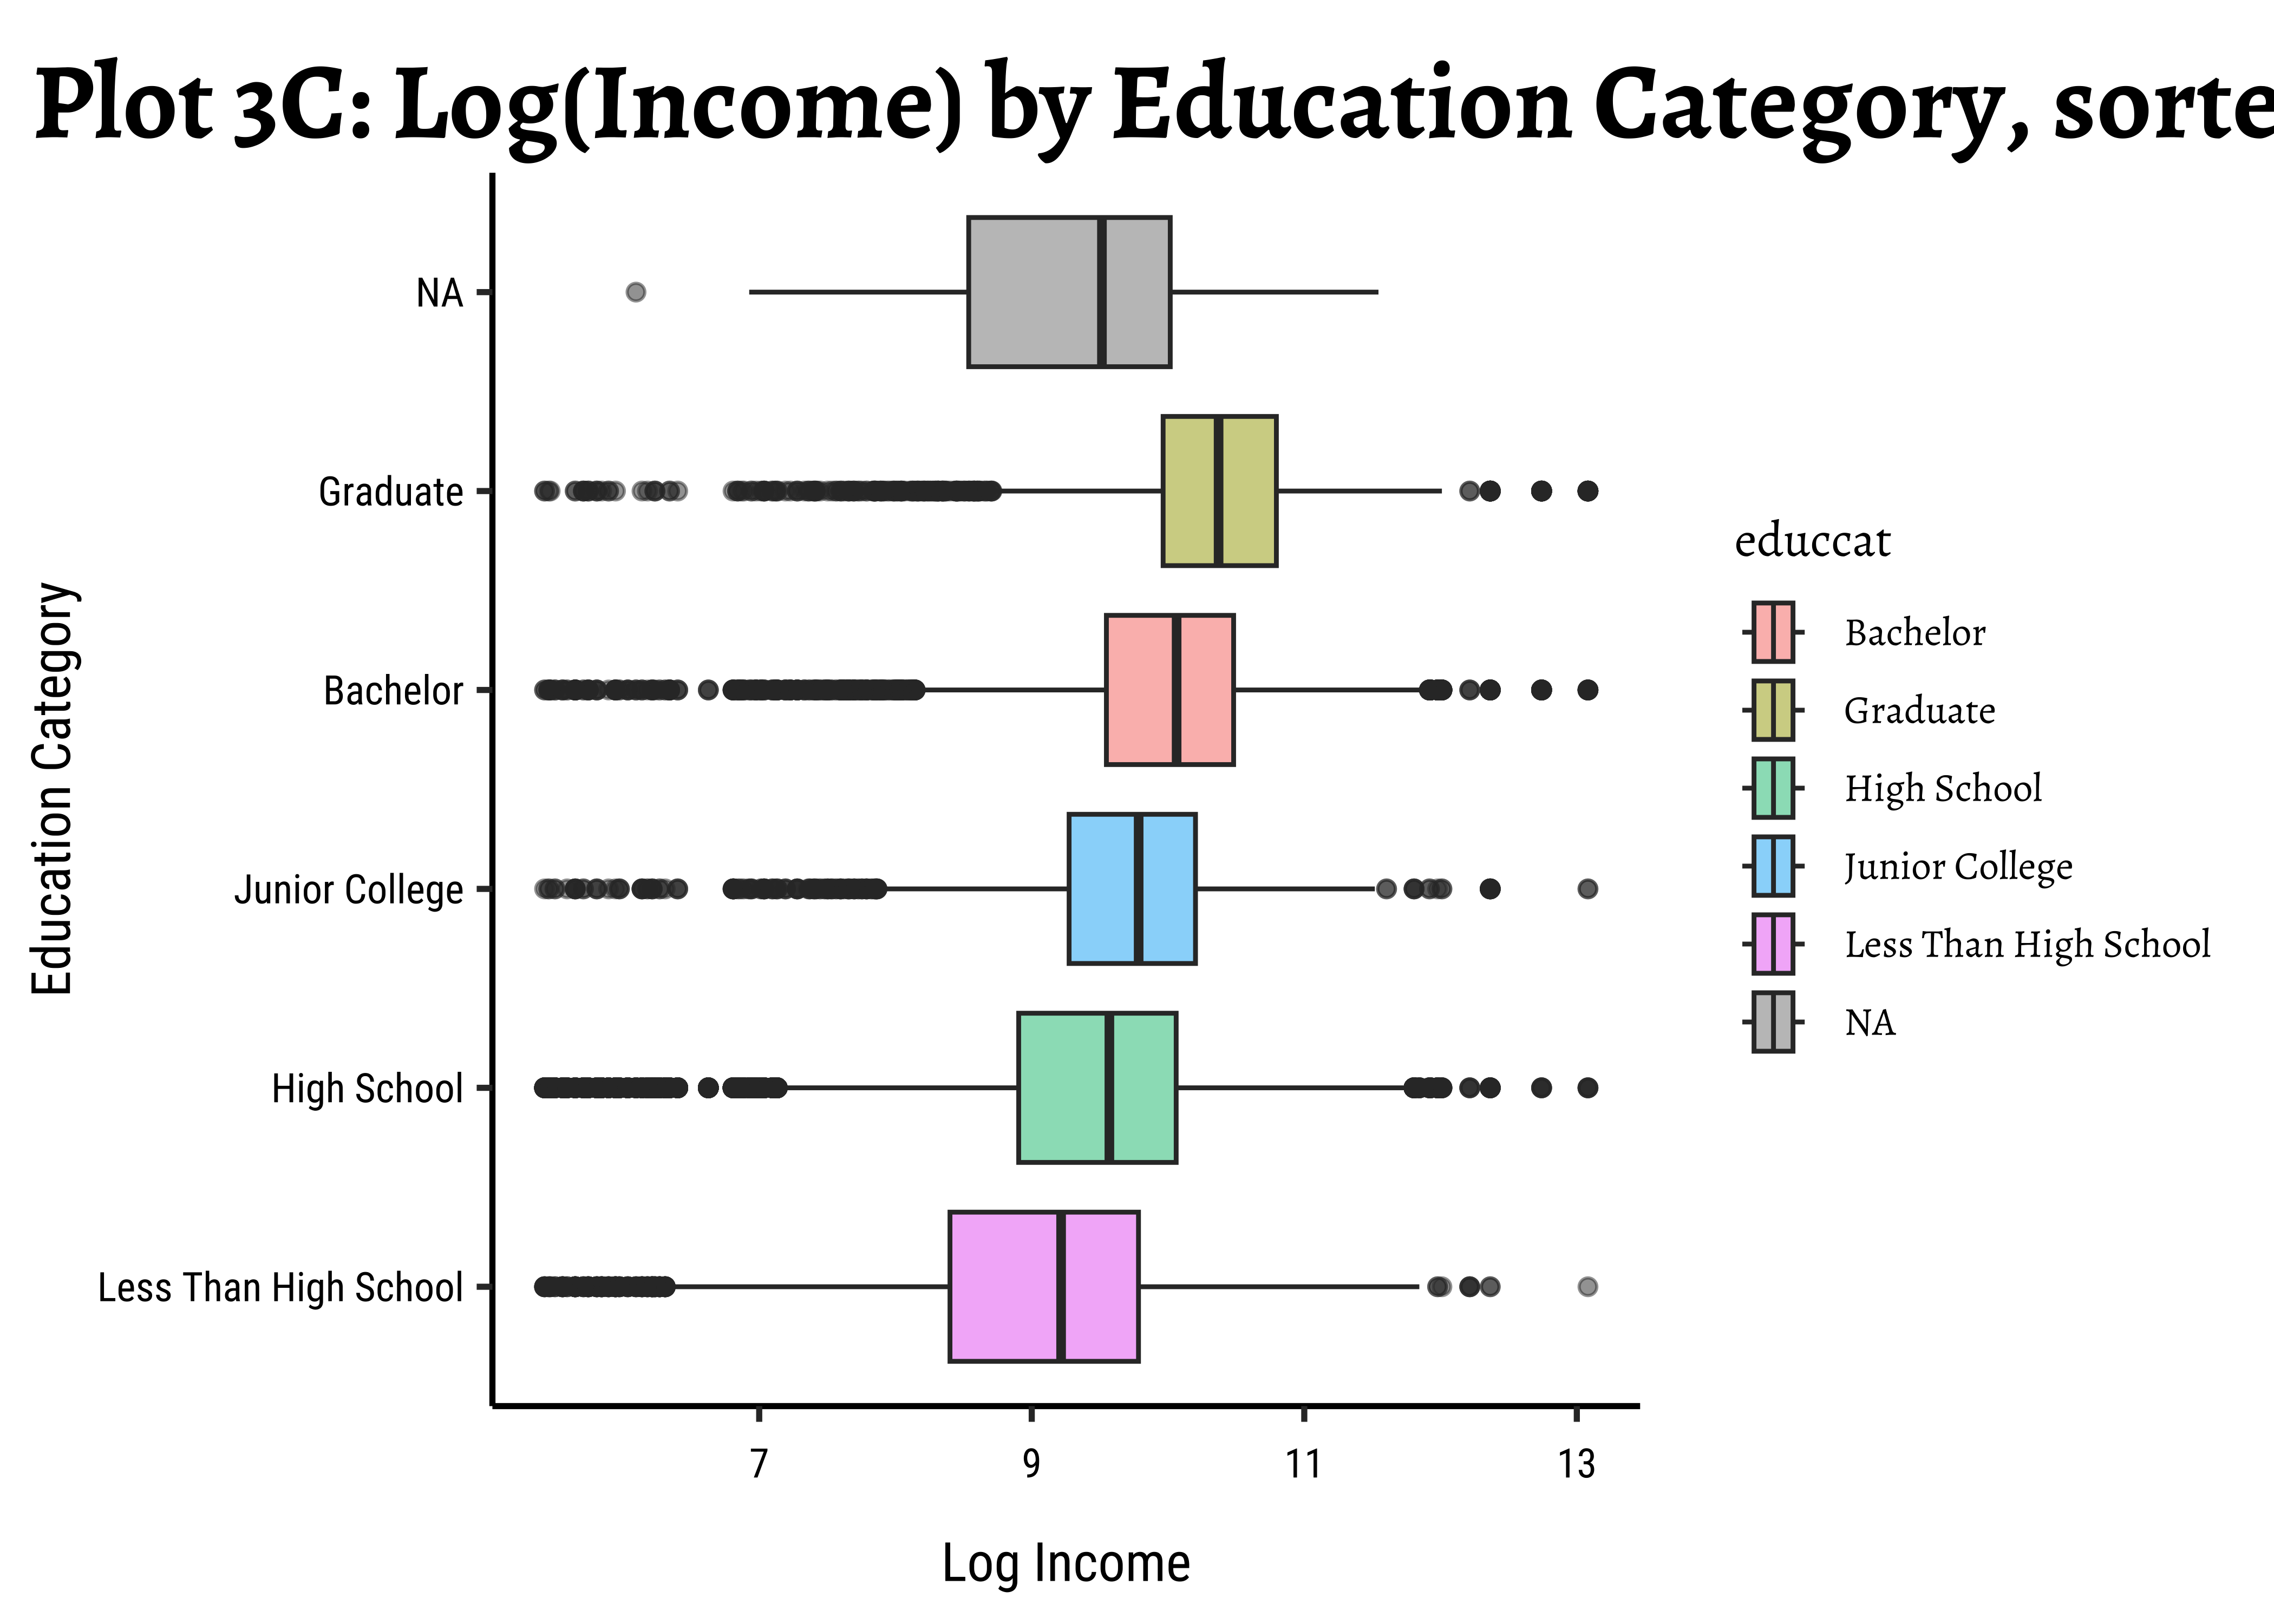 Plot 3C: Log(Income) by Education Category, sorte
NA
Graduate
Bachelor
Junior College
High School
Less Than High School
Education Category
7 9 11 13
Log Income
educcat
Bachelor
Graduate
High School
Junior College
Less Than High School
NA